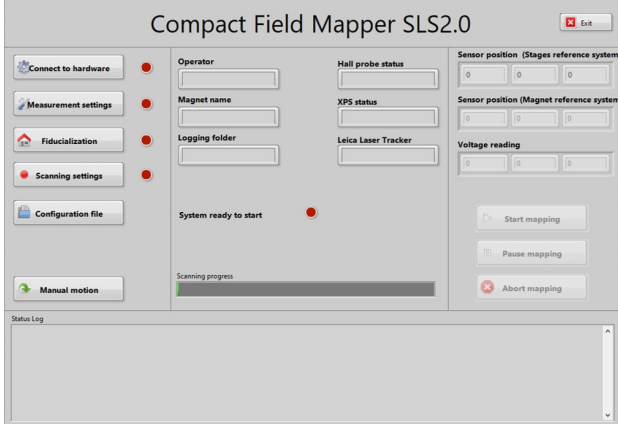 Compact Field Mapper SLS2.0
Exit
Connect to hardware
Measurement settings
Fiducialization
Scanning settings
Configuration file
Manual motion
Operator
Magnet name
Logging folder
Hall probe status
XPS status
Leica Laser Tracker
System ready to start
Scanning progress
Sensor position (Stages reference system
0 0 0
Sensor position (Magnet reference system
0 0 0
Voltage reading
0 0 0
Start mapping
Pause mapping
Abort mapping
Status Log